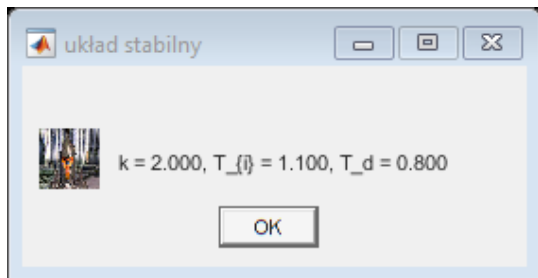 układ stabilny
k = 2.000, T_{i} = 1.100, T_d = 0.800
OK